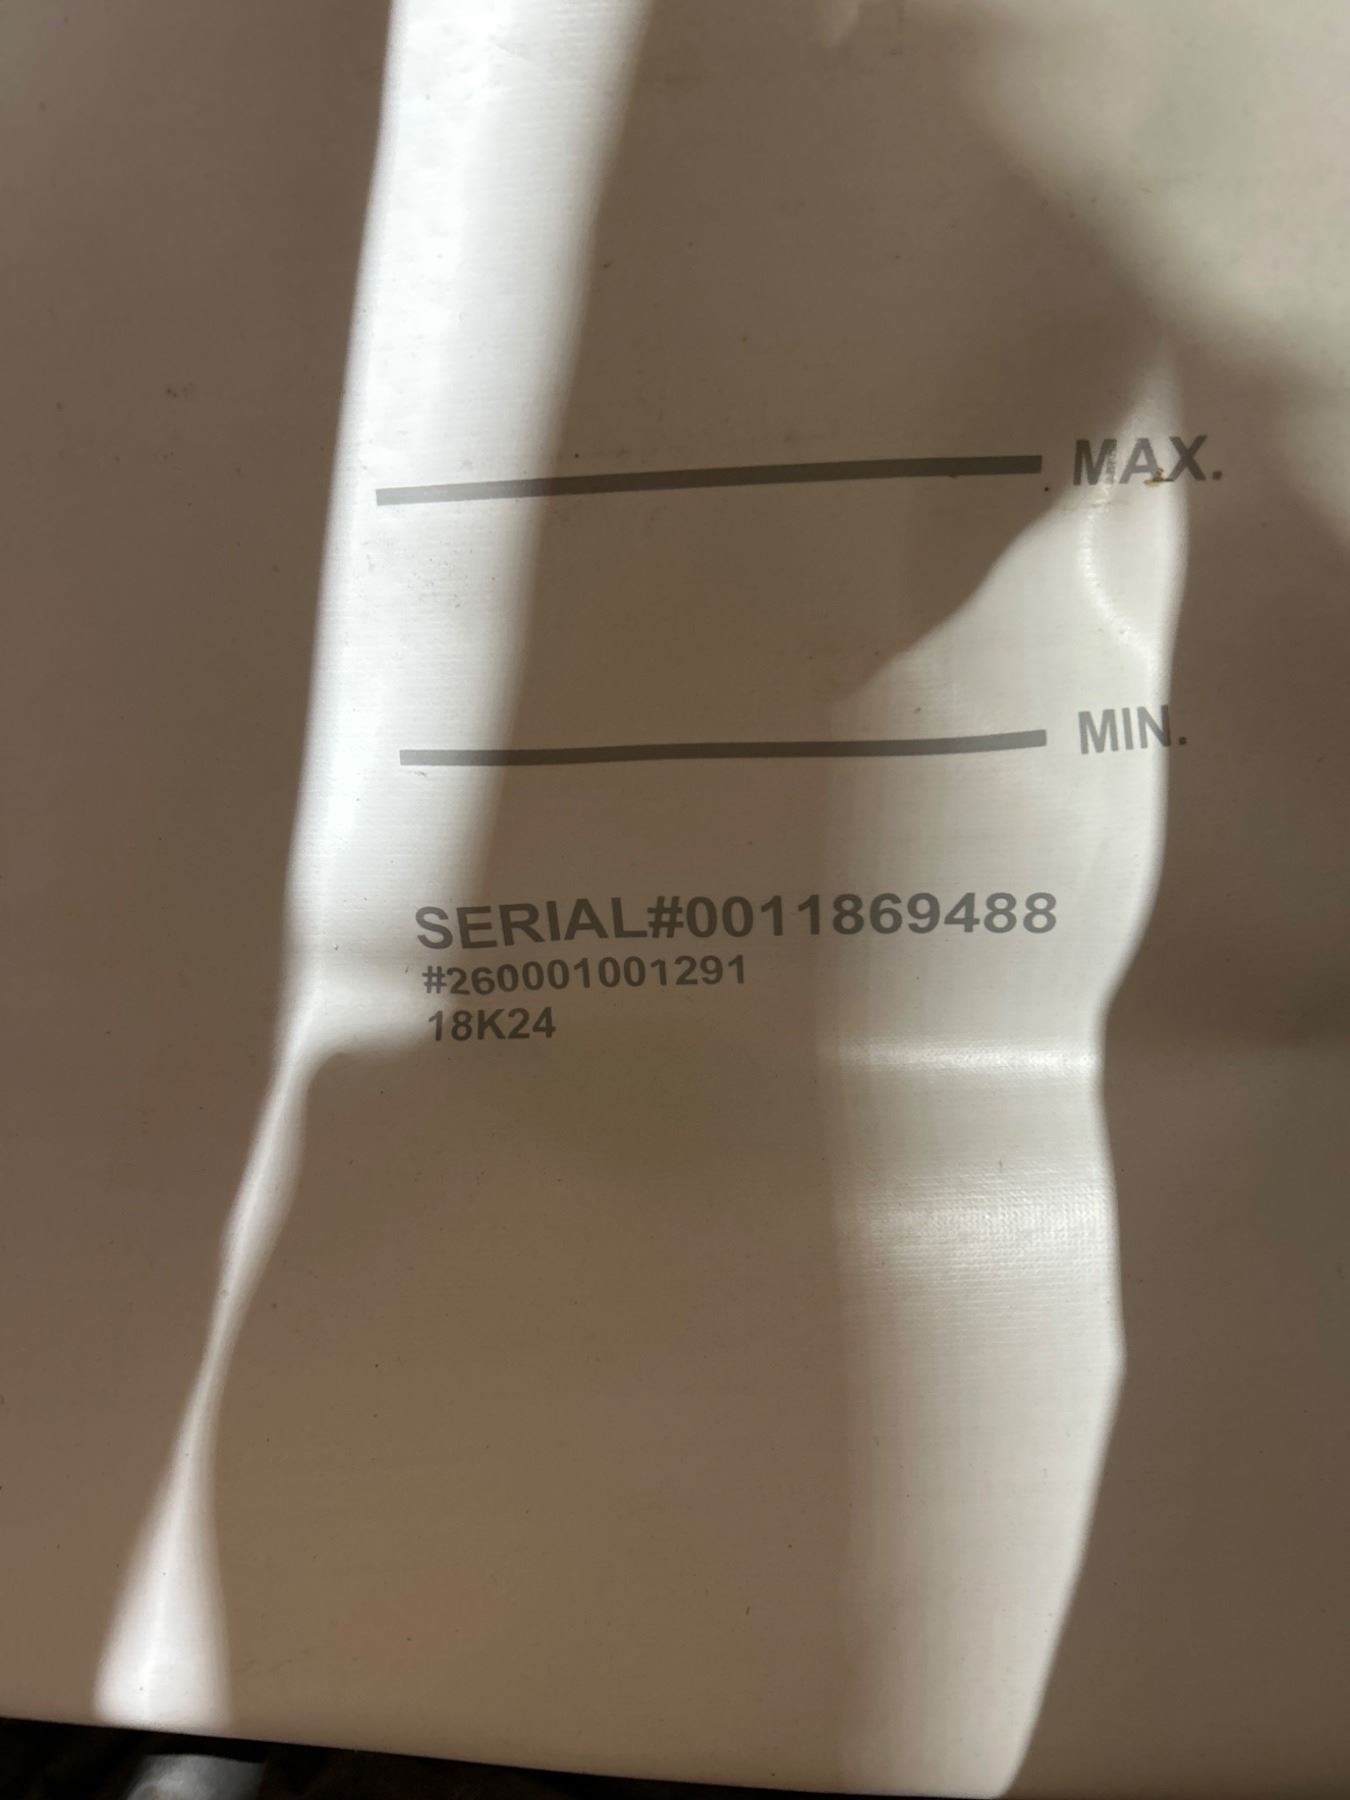 MAX.
MIN.
SERIAL#0011869488
#260001001291
18K24